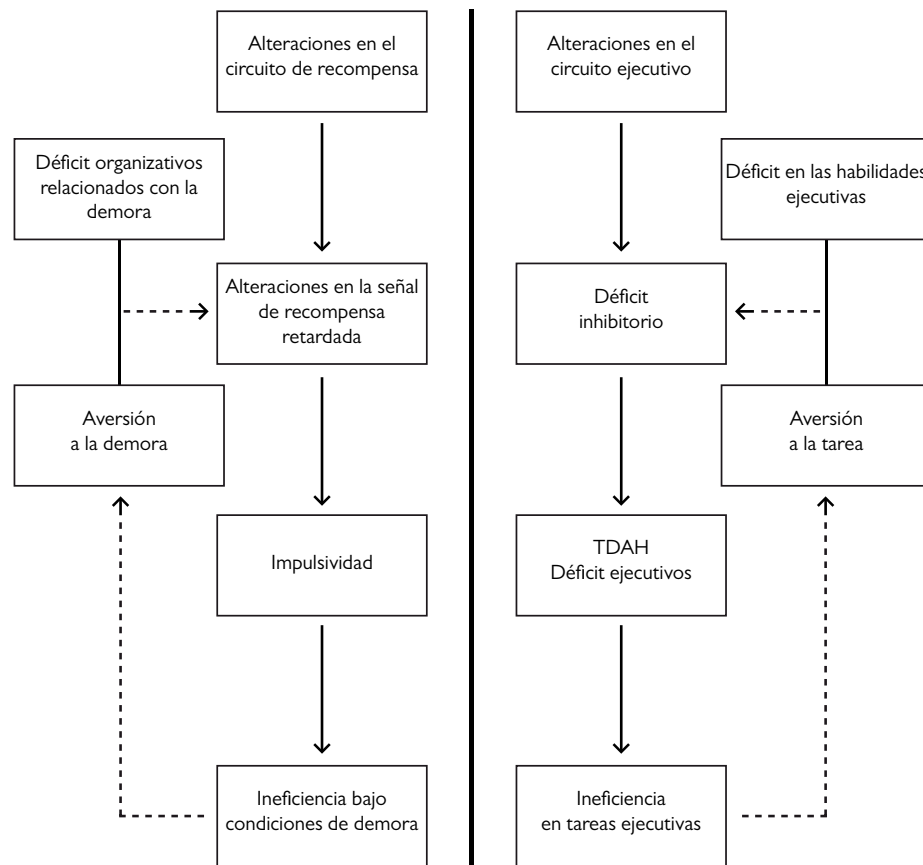 Alteraciones en el
circuito de recompensa
Alteraciones en el
circuito ejecutivo
Déficit organizativos
relacionados con la
demora
Déficit en las habilidades
ejecutivas
Alteraciones en la señal
de recompensa
retardada
Déficit
inhibitorio
Aversión
a la demora
Aversión
a la tarea
Impulsividad
TDAH
Déficit ejecutivos
Ineficiencia bajo
condiciones de demora
Ineficiencia
en tareas ejecutivas